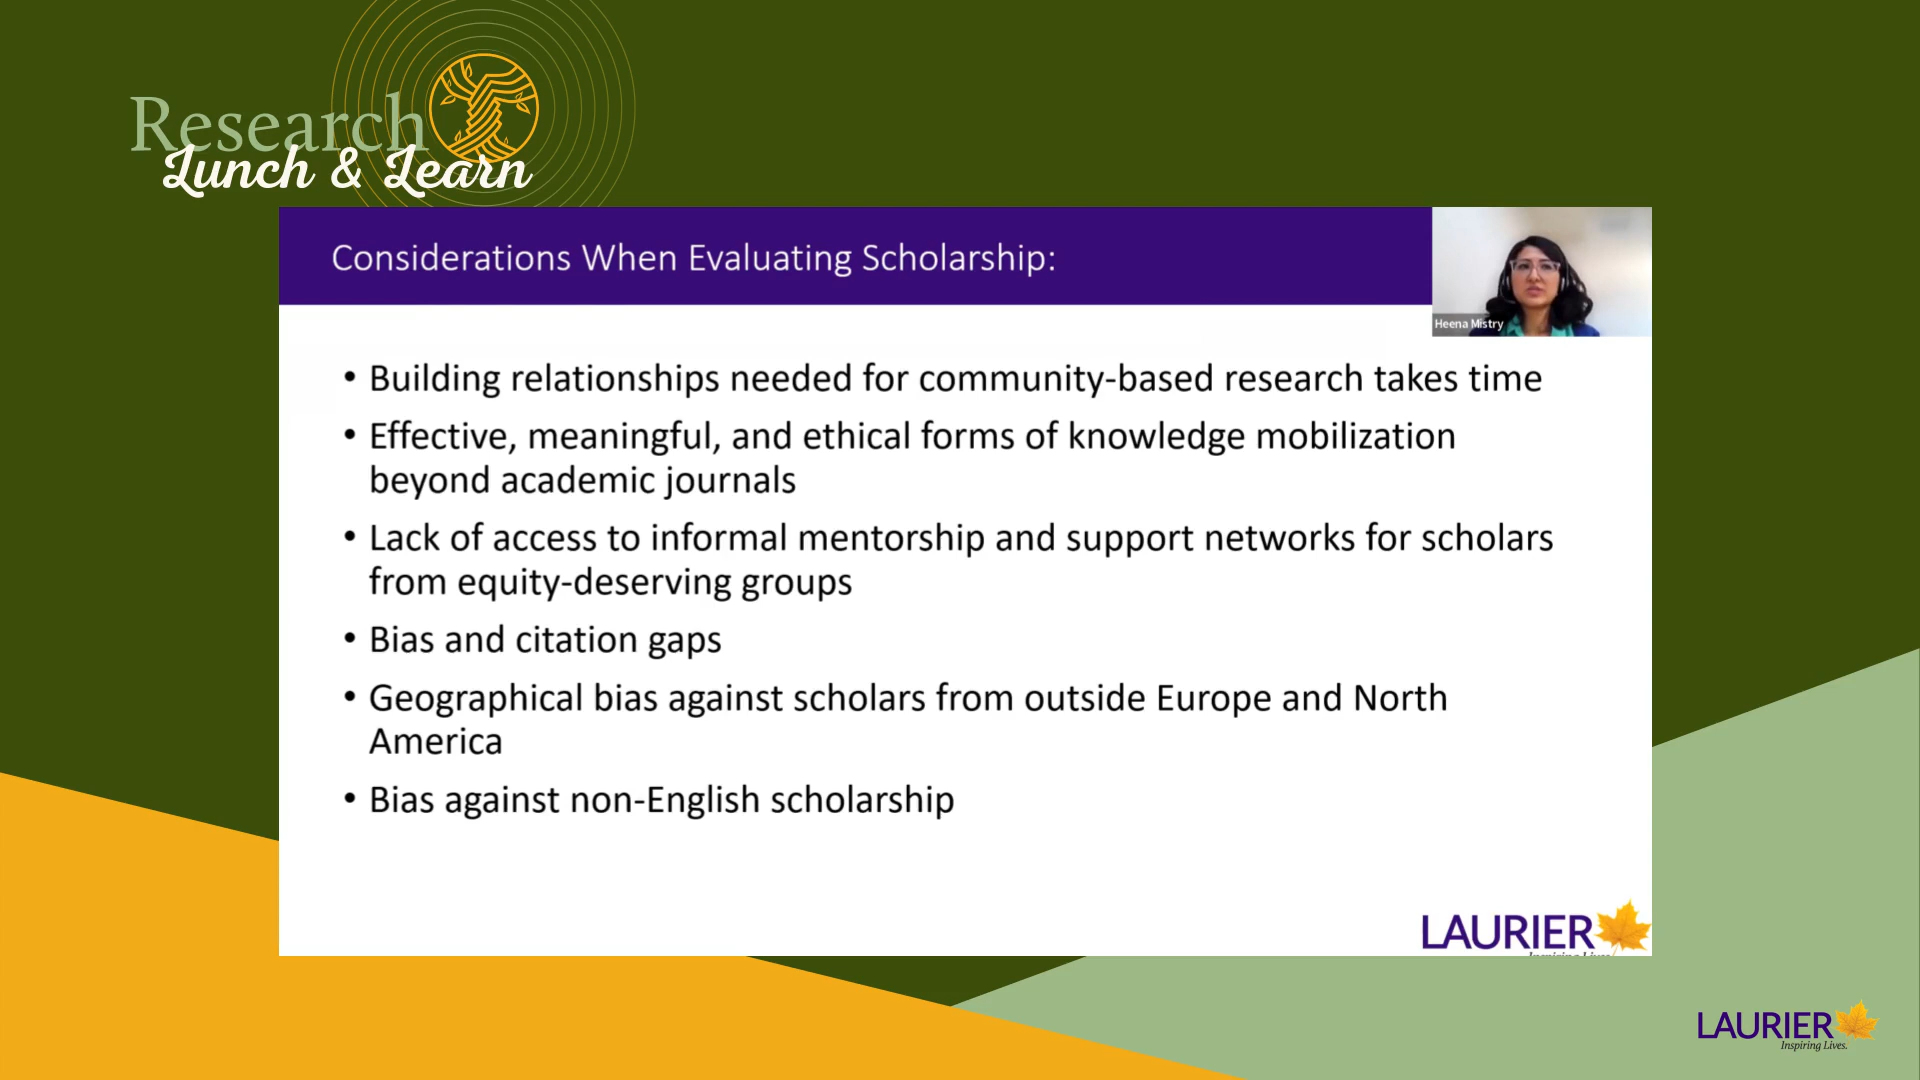 Research
Lunch & Learn
Considerations When Evaluating Scholarship:
Heena Mistry
• Building relationships needed for community-based research takes time
• Effective, meaningful, and ethical forms of knowledge mobilization
beyond academic journals
• Lack of access to informal mentorship and support networks for scholars
from equity-deserving groups
• Bias and citation gaps
• Geographical bias against scholars from outside Europe and North
America
• Bias against non-English scholarship
LAURIER
Inspiring Lives.
LAURIER
Inspiring Lives.